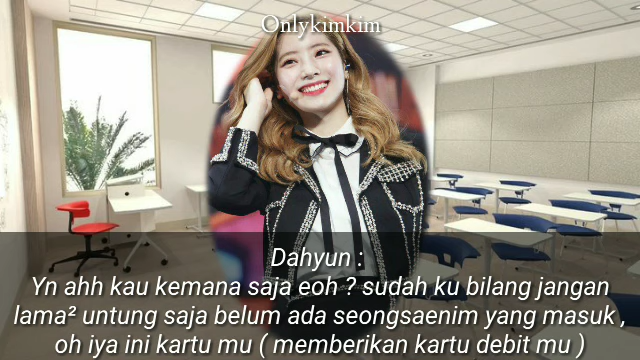 Onlykimkim
Dahyun :
Yn ahh kau kemana saja eoh ? sudah ku bilang jangan
lama² untung saja belum ada seongsaenim yang masuk ,
oh iya ini kartu mu ( memberikan kartu debit mu )